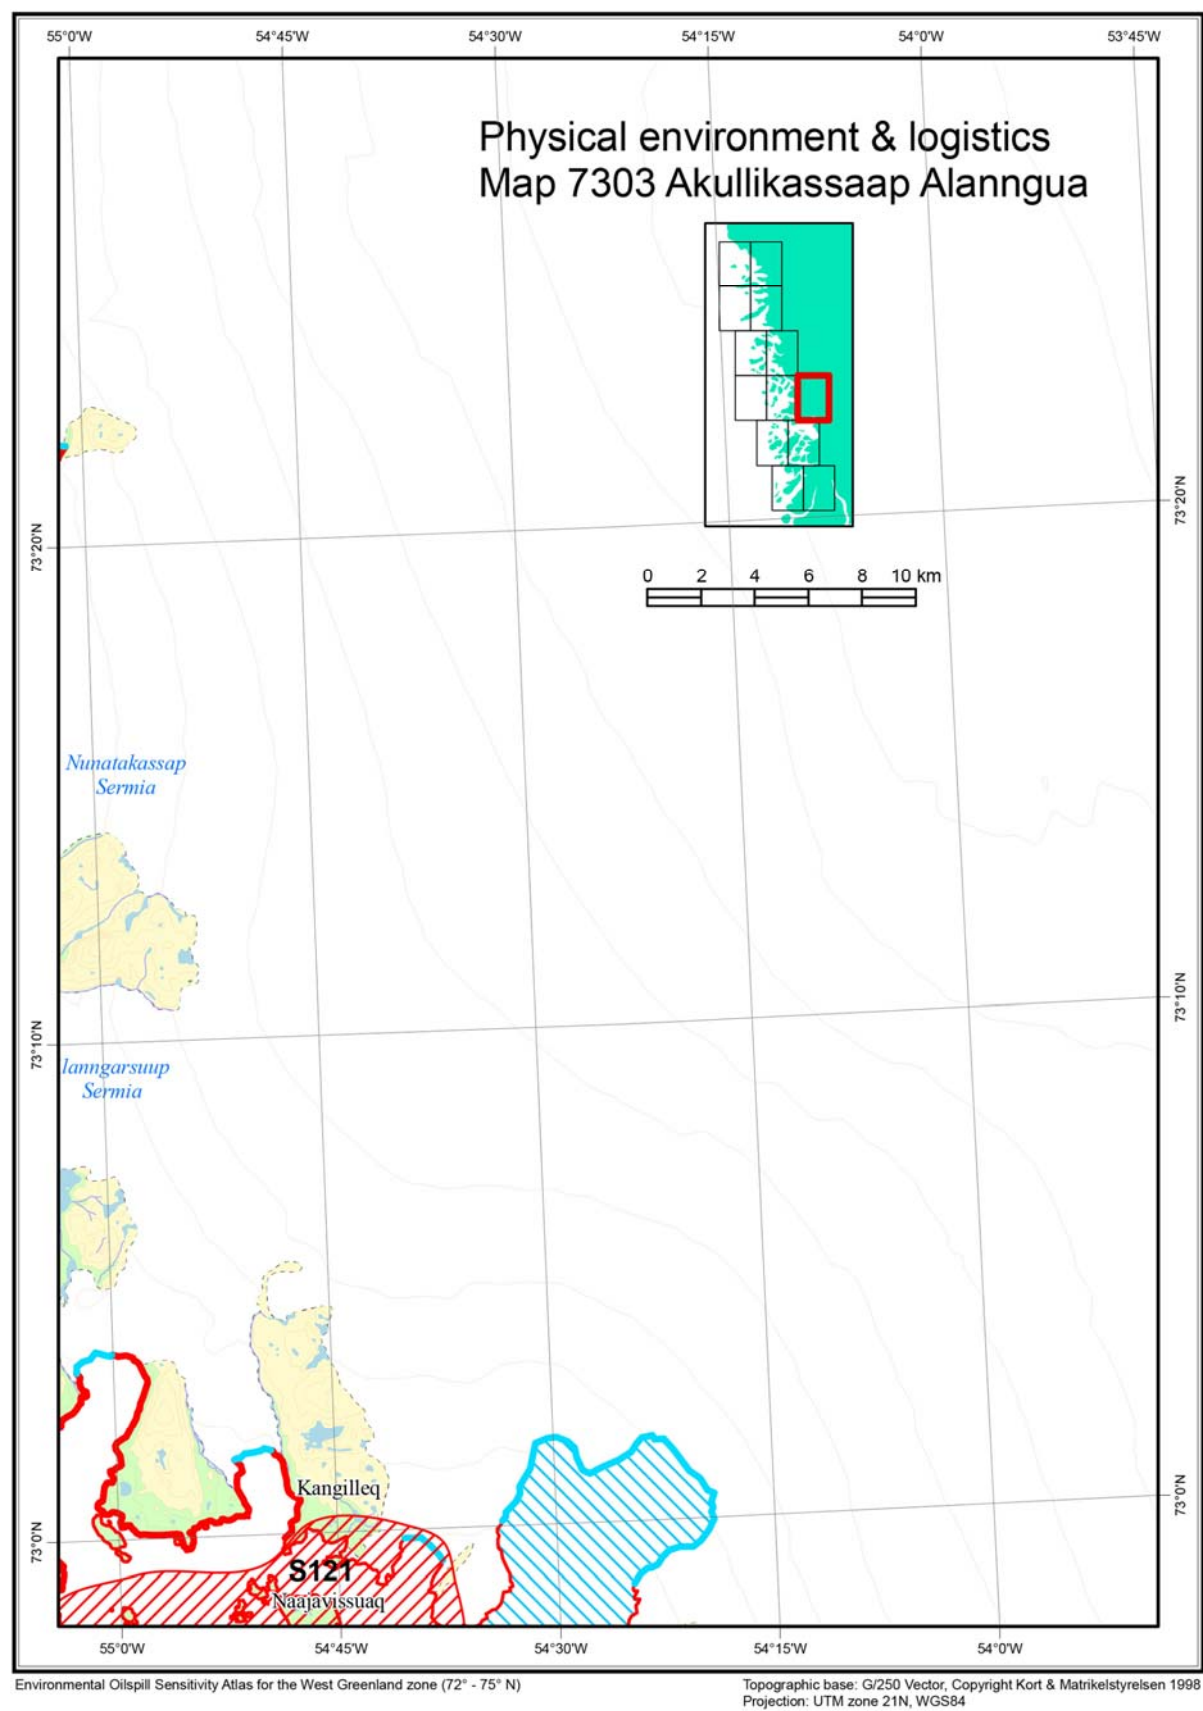 55°0'W 54°45'W 54°30'W 54°15'W 54°0'W 53°45'W
Physical environment & logistics
Map 7303 Akullikassaap Alanngua
73°20'N
73°20'N
0 2 4 6 8 10 km
Nunatakassap
Sermia
73°10'N
73°10'N
lanngarsuup
Sermia
Kangilleq
73°0'N
73°0'N
S121
Naajavissuaq
55°0'W 54°45'W 54°30'W 54°15'W 54°0'W
Environmental Oilspill Sensitivity Atlas for the West Greenland zone (72° - 75° N)
Topographic base: G/250 Vector, Copyright Kort & Matrikelstyrelsen 1998
Projection: UTM zone 21N, WGS84